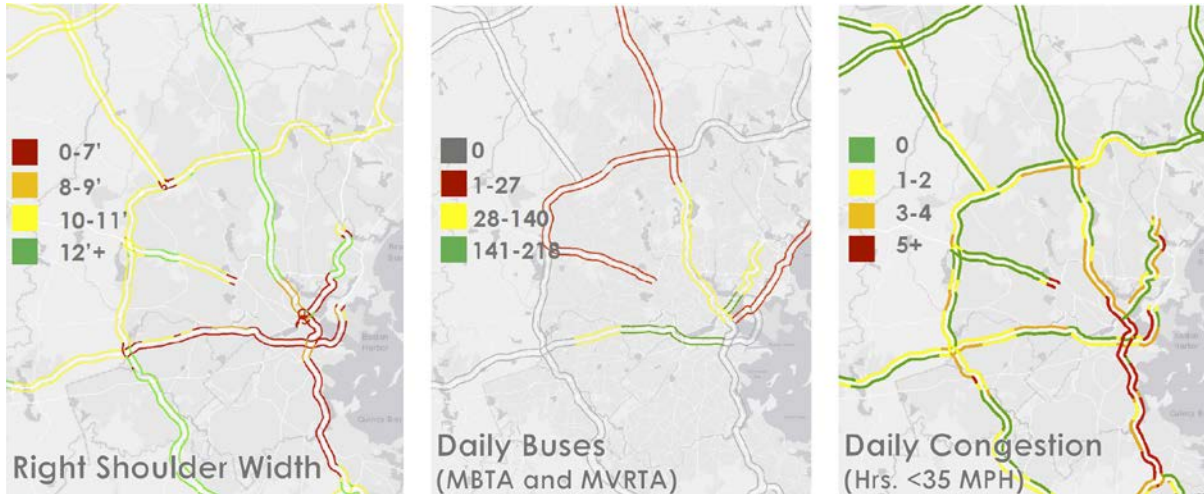 0-7'
8-9'
10-11'
12'+
Right Shoulder Width
0
1-27
28-140
141-218
Daily Buses
(MBTA and MVRTA)
0
1-2
3-4
5+
Daily Congestion
(Hrs. <35 MPH)